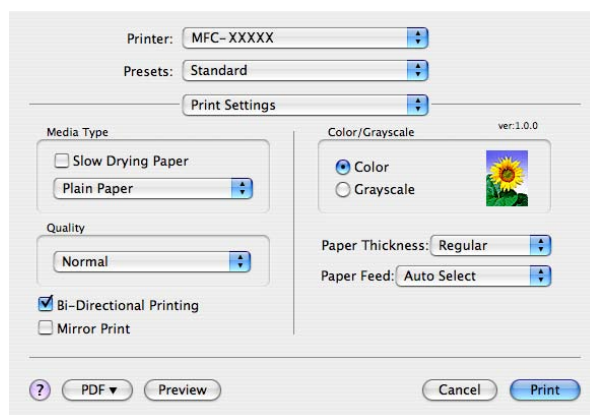 Printer: MFC-XXXXX
Presets: Standard
Print Settings
Media Type
Slow Drying Paper
Plain Paper
Quality
Normal
Bi-Directional Printing
Mirror Print
Color/Grayscale
ver:1.0.0
Color
Grayscale
Paper Thickness: Regular
Paper Feed: Auto Select
? PDF▼ Preview Cancel Print